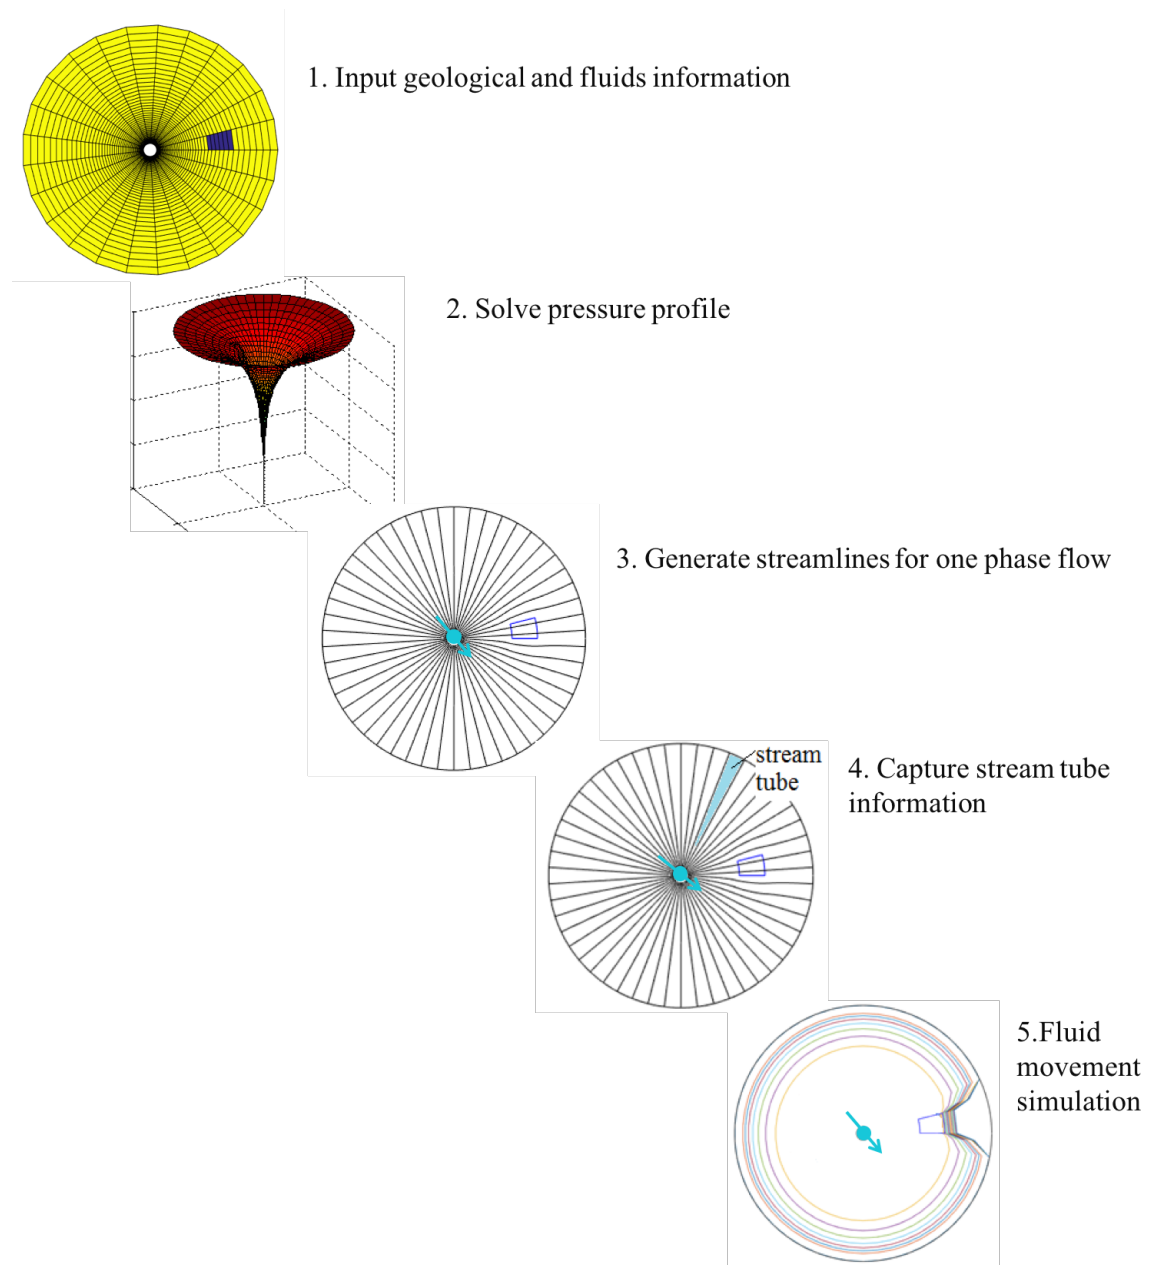 1. Input geological and fluids information
2. Solve pressure profile
3. Generate streamlines for one phase flow
stream
tube
4. Capture stream tube
information
5.Fluid
movement
simulation